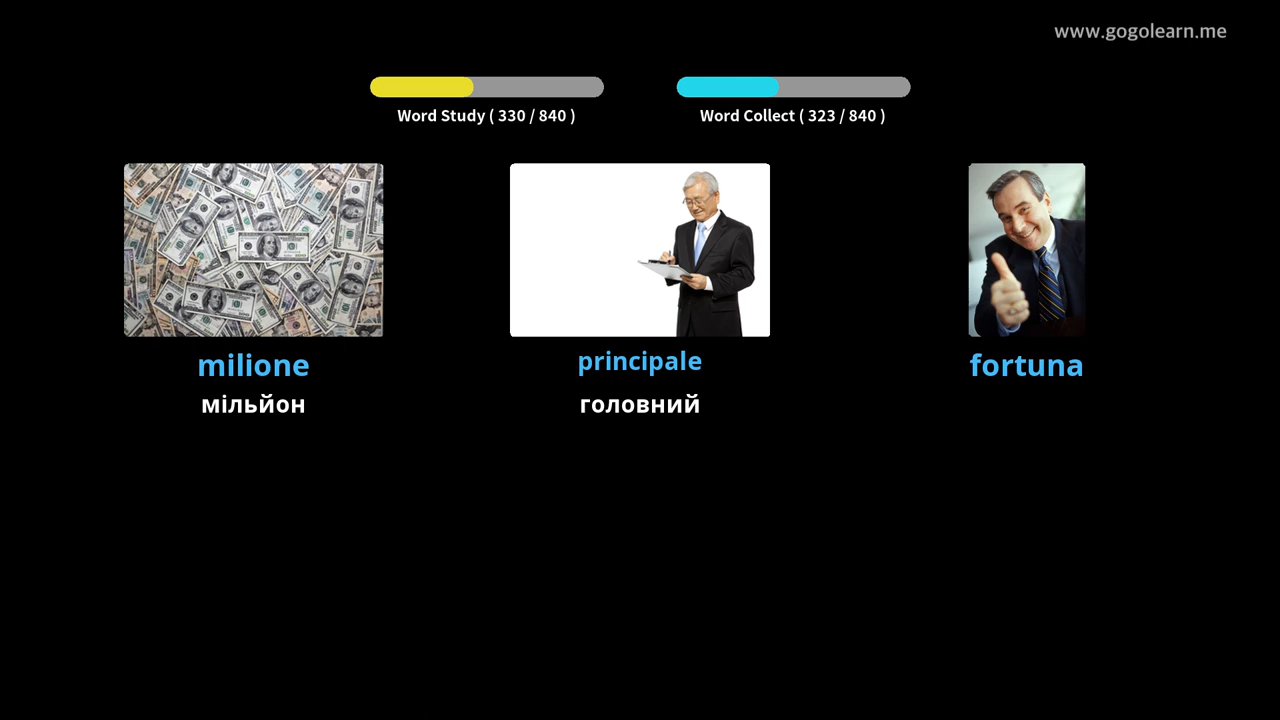 www.gogolearn.me
Word Study ( 330 / 840 )
Word Collect ( 323 / 840 )
milione
principale
fortuna
мільйон
головний